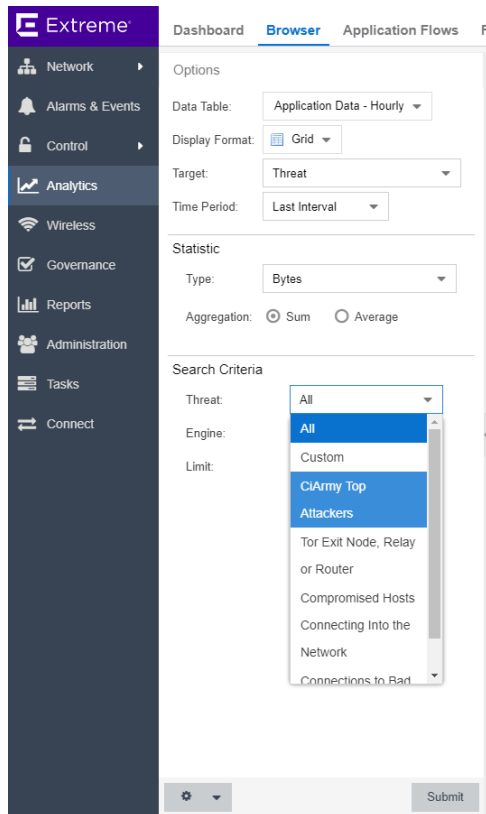 Extreme
Dashboard Browser Application Flows
Network
Alarms & Events
Control
Analytics
Wireless
Governance
Reports
Administration
Tasks
Connect
Options
Data Table: Application Data - Hourly
Display Format: Grid
Target: Threat
Time Period: Last Interval
Statistic
Type: Bytes
Aggregation: Sum Average
Search Criteria
Threat: All
Engine:
Limit:
All
Custom
CiArmy Top
Attackers
Tor Exit Node, Relay
or Router
Compromised Hosts
Connecting Into the
Network
Connections to Bad
Submit